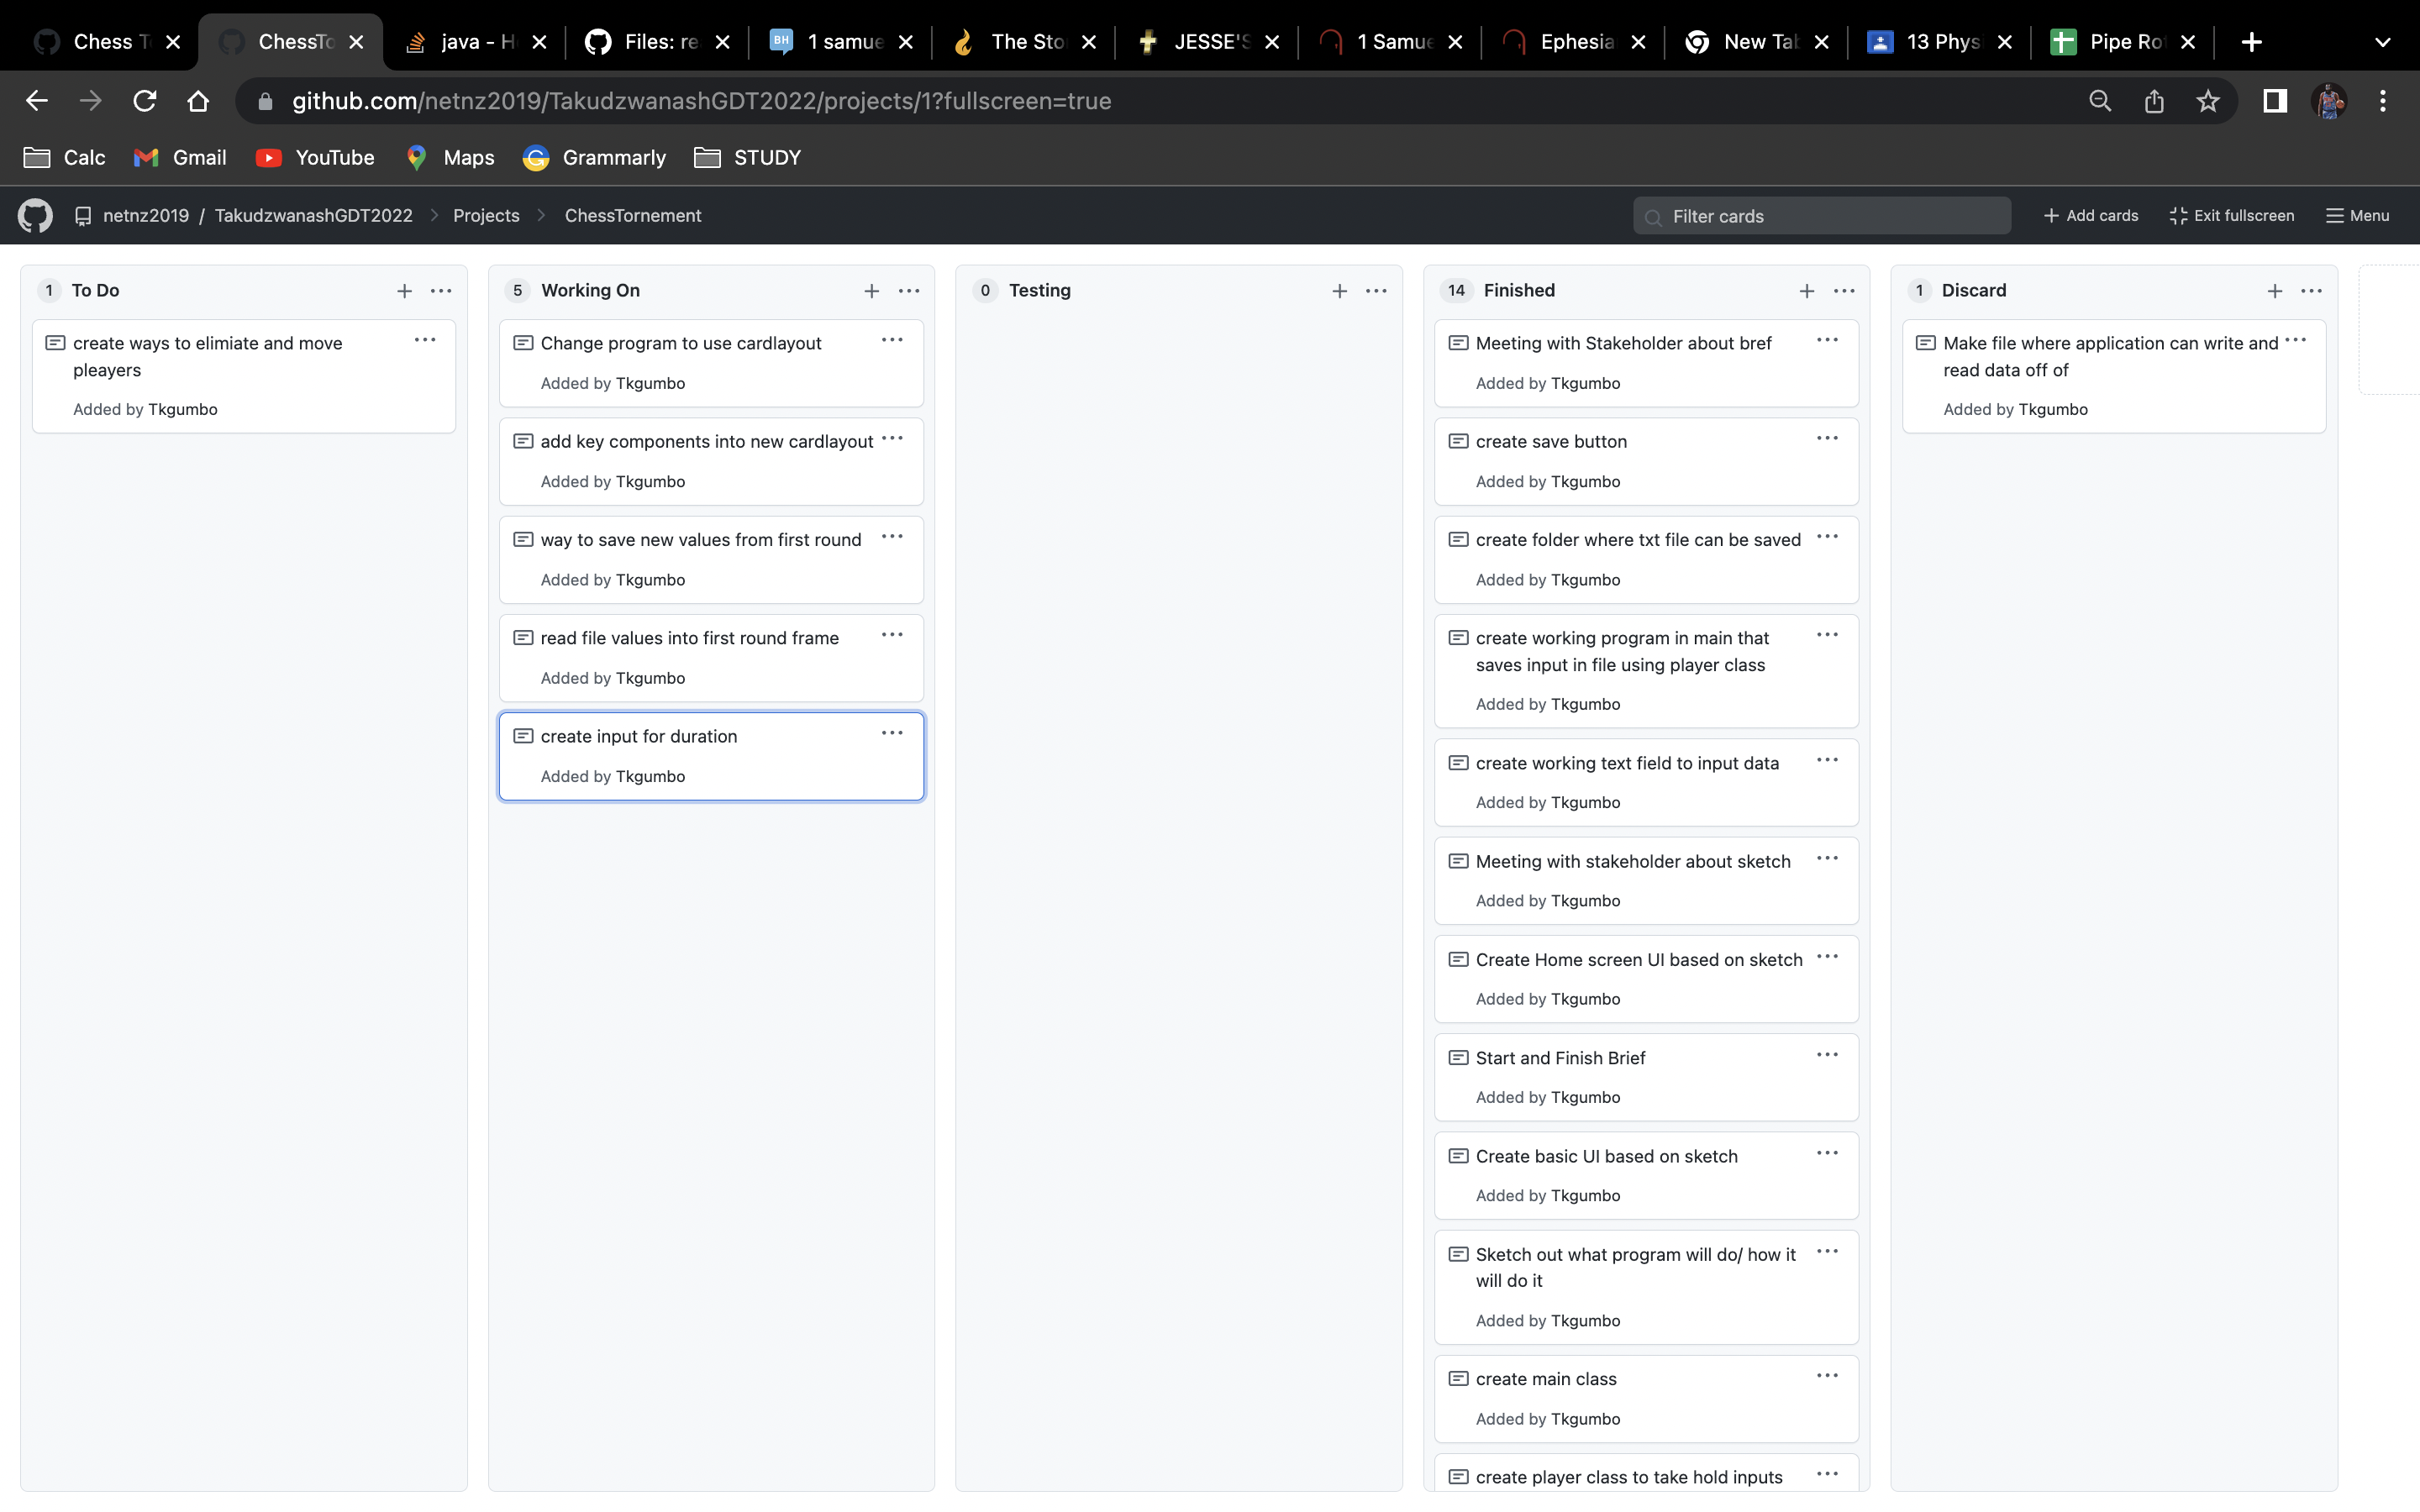 Chess T
ChessTo
java - H
Files: re
BH
1 samue
The Sto
JESSE'S
1 Samue
Ephesia
New Tab
13 Phys
Pipe Rot
github.com/netnz2019/TakudzwanashGDT2022/projects/1?fullscreen=true
Calc
Gmail
YouTube
Maps
Grammarly
STUDY
netnz2019 / TakudzwanashGDT2022 > Projects > ChessTornement
Filter cards
Add cards
Exit fullscreen
Menu
1 To Do
create ways to elimiate and move
pleayers
Added by Tkgumbo
5 Working On
Change program to use cardlayout
Added by Tkgumbo
add key components into new cardlayout
Added by Tkgumbo
way to save new values from first round
Added by Tkgumbo
read file values into first round frame
Added by Tkgumbo
create input for duration
Added by Tkgumbo
0 Testing
14 Finished
Meeting with Stakeholder about bref
Added by Tkgumbo
create save button
Added by Tkgumbo
create folder where txt file can be saved
Added by Tkgumbo
create working program in main that
saves input in file using player class
Added by Tkgumbo
create working text field to input data
Added by Tkgumbo
Meeting with stakeholder about sketch
Added by Tkgumbo
Create Home screen UI based on sketch
Added by Tkgumbo
Start and Finish Brief
Added by Tkgumbo
Create basic UI based on sketch
Added by Tkgumbo
Sketch out what program will do/ how it
will do it
Added by Tkgumbo
create main class
Added by Tkgumbo
create player class to take hold inputs
1 Discard
Make file where application can write and
read data off of
Added by Tkgumbo